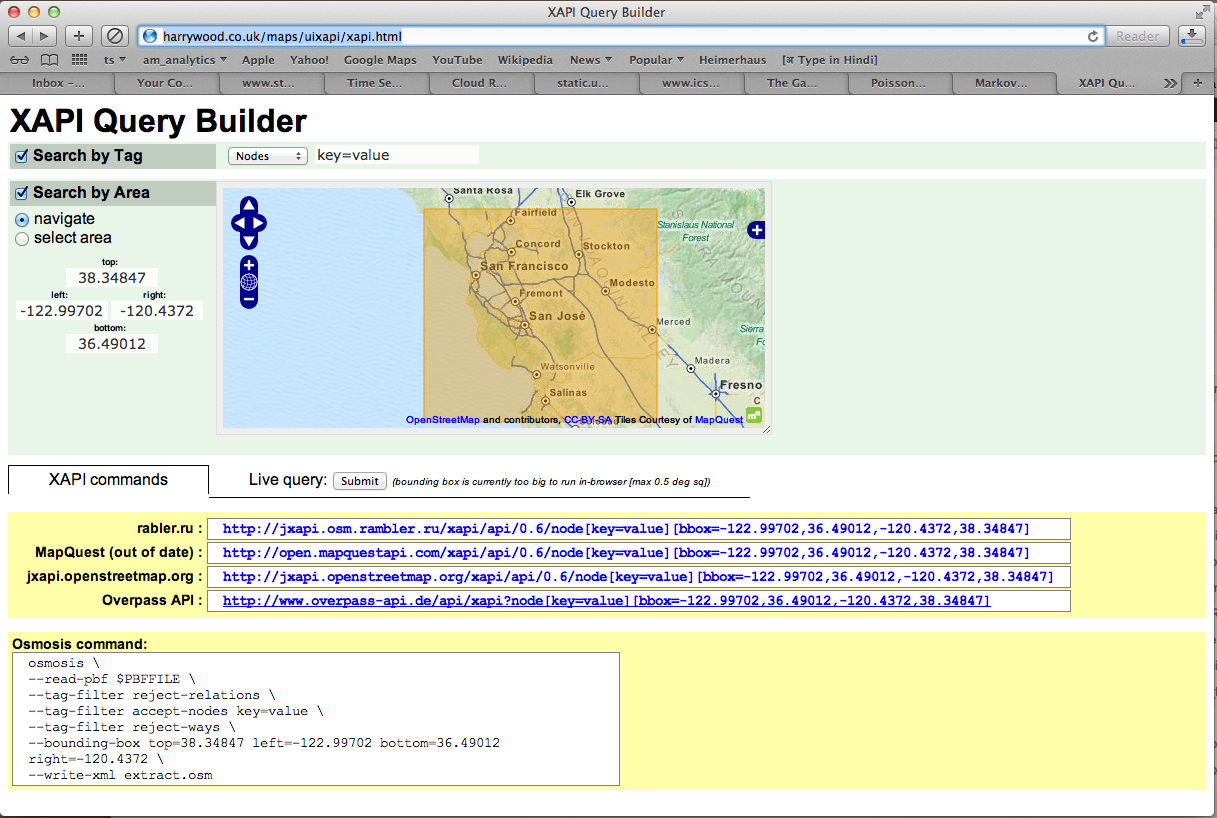 XAPI Query Builder
harrywood.co.uk/maps/uixapi/xapi.html
Reader
ts am_analytics Apple Yahoo! Google Maps YouTube Wikipedia News Popular Heimerhaus [अ Type in Hindi]
Inbox –... Your Co... www.st... Time Se... Cloud R... static.u... www.ics... The Ga... Poisson... Markov... XAPI Qu...
XAPI Query Builder
Search by Tag Nodes key=value
Search by Area
navigate
select area
top:
38.34847
left: right:
-122.99702 -120.4372
bottom:
36.49012
Santa Rosa
Elk Grove
Fairfield
Stanislaus National
Forest
Concord
Stockton
San Francisco
Modesto
Fremont
San José
Merced
Sierra
Madera
Watsonville
Fresno
Salinas
OpenStreetMap and contributors, CC-BY-SA Tiles Courtesy of MapQuest
XAPI commands
Live query: Submit (bounding box is currently too big to run in-browser [max 0.5 deg sq])
rabler.ru : http://jxapi.osm.rambler.ru/xapi/api/0.6/node[key=value][bbox=-122.99702,36.49012,-120.4372,38.34847]
MapQuest (out of date) : http://open.mapquestapi.com/xapi/api/0.6/node[key=value][bbox=-122.99702,36.49012,-120.4372,38.34847]
jxapi.openstreetmap.org : http://jxapi.openstreetmap.org/xapi/api/0.6/node[key=value][bbox=-122.99702,36.49012,-120.4372,38.34847]
Overpass API : http://www.overpass-api.de/api/xapi?node[key=value][bbox=-122.99702,36.49012,-120.4372,38.34847]
Osmosis command:
osmosis \
--read-pbf $PBFFILE \
--tag-filter reject-relations \
--tag-filter accept-nodes key=value \
--tag-filter reject-ways \
--bounding-box top=38.34847 left=-122.99702 bottom=36.49012
right=-120.4372 \
--write-xml extract.osm